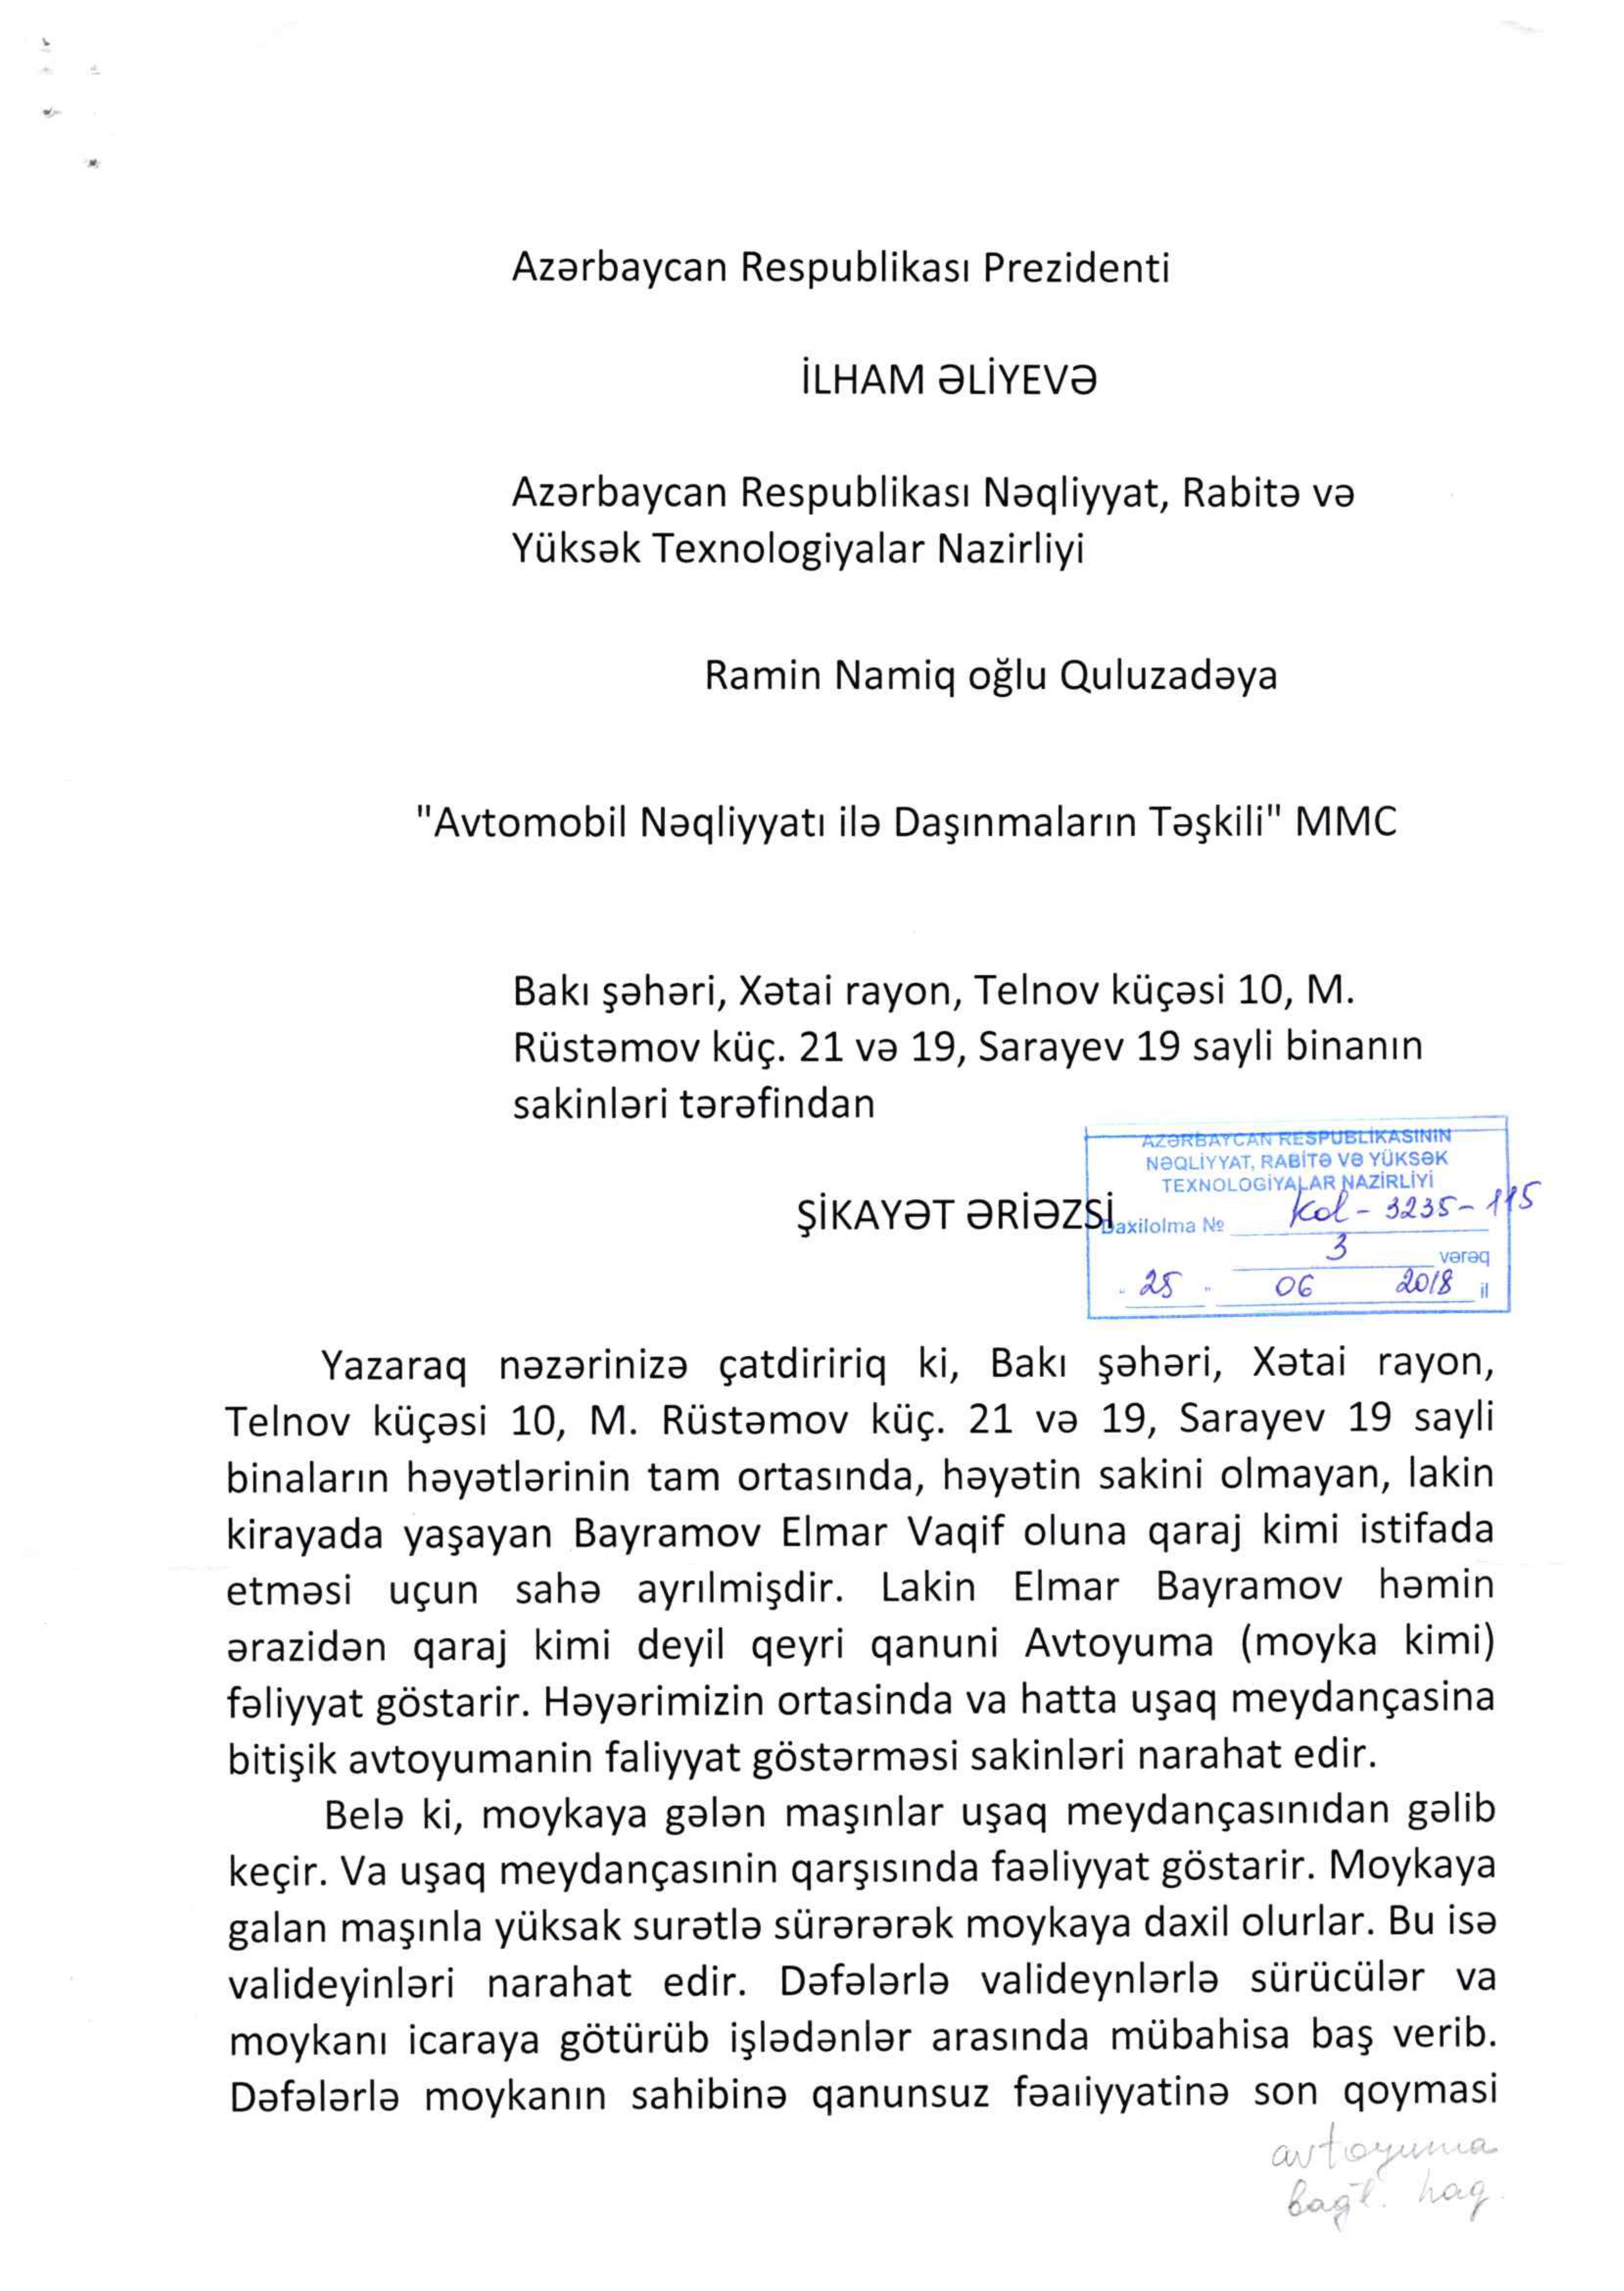 Azərbaycan Respublikası Prezidenti
İLHAM ƏLİYEVƏ
Azərbaycan Respublikası Nəqliyyat, Rabitə və
Yüksək Texnologiyalar Nazirliyi
Ramin Namiq oğlu Quluzadəya
"Avtomobil Nəqliyyatı ilə Daşınmaların Təşkili" MMC
Bakı şəhəri, Xətai rayon, Telnov küçəsi 10, M.
Rüstəmov küç. 21 və 19, Sarayev 19 sayli binanın
sakinləri tərəfindan
AZƏRBAYCAN RESPUBLİKASININ
NƏQLİYYAT, RABİTƏ VƏ YÜKSƏK
TEXNOLOGİYALAR NAZİRLİYİ
ŞİKAYƏT ƏRİƏZSİ
Daxilolma № Kol - 3235 - 115
3 vərəq
" 25 " 06 2018 il
Yazaraq nəzərinizə çatdiririq ki, Bakı şəhəri, Xətai rayon,
Telnov küçəsi 10, M. Rüstəmov küç. 21 və 19, Sarayev 19 sayli
binaların həyətlərinin tam ortasında, həyətin sakini olmayan, lakin
kirayada yaşayan Bayramov Elmar Vaqif oluna qaraj kimi istifada
etməsi uçun sahə ayrılmişdir. Lakin Elmar Bayramov həmin
ərazidən qaraj kimi deyil qeyri qanuni Avtoyuma (moyka kimi)
fəliyyat göstarir. Həyərimizin ortasinda va hatta uşaq meydançasina
bitişik avtoyumanin faliyyat göstərməsi sakinləri narahat edir.
Belə ki, moykaya gələn maşınlar uşaq meydançasınıdan gəlib
keçir. Va uşaq meydançasının qarşısında faəliyyat göstarir. Moykaya
galan maşınla yüksak surətlə sürərərək moykaya daxil olurlar. Bu isə
valideyinləri narahat edir. Dəfələrlə valideynlərlə sürücülər va
moykanı icaraya götürüb işlədənlər arasında mübahisa baş verib.
Dəfələrlə moykanın sahibinə qanunsuz fəaıiyyatinə son qoymasi
avtoyuma
bağl. haq.